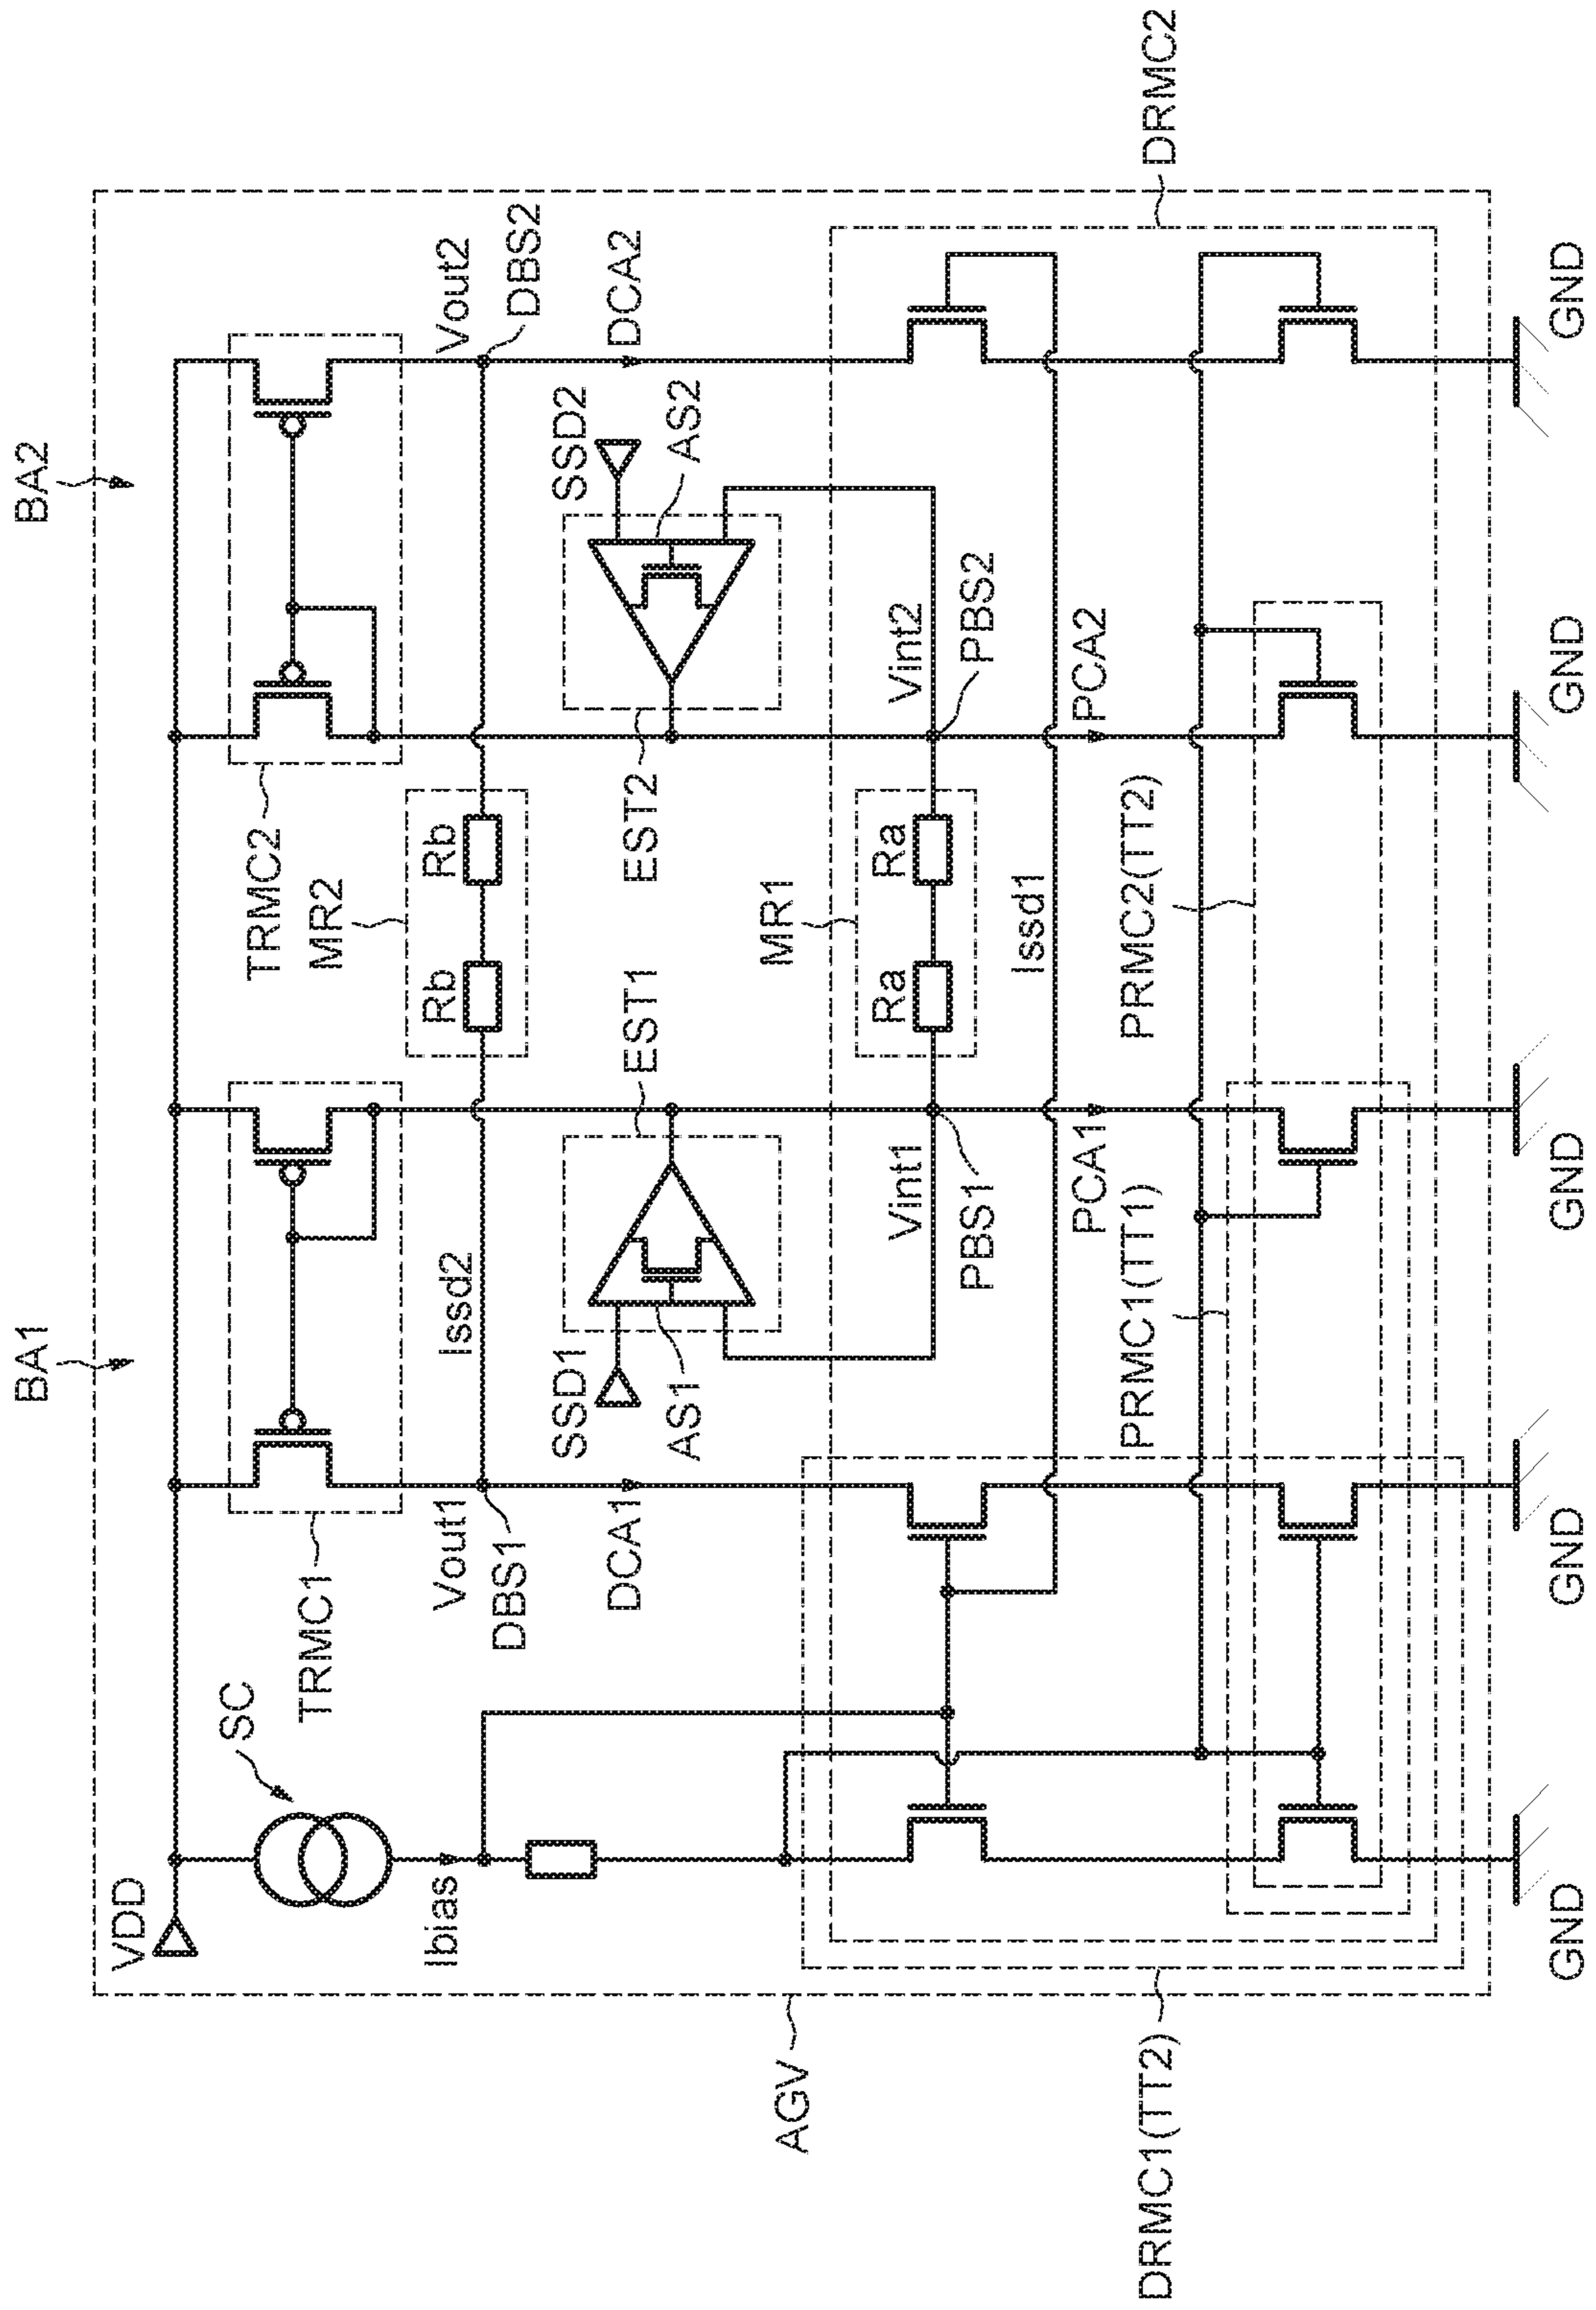 BA1
BA2
VDD
SC
TRMC1
TRMC2
MR2
Ibias
Vout1
DBS1
Issd2
Rb
Rb
Vout2
DBS2
SSD1
AS1
EST1
EST2
SSD2
AS2
DCA1
DCA2
AGV
MR1
Ra
Ra
Vint1
PBS1
Vint2
PBS2
Issd1
PCA1
PCA2
PRMC1(TT1)
PRMC2(TT2)
DRMC1(TT2)
DRMC2
GND
GND
GND
GND
GND